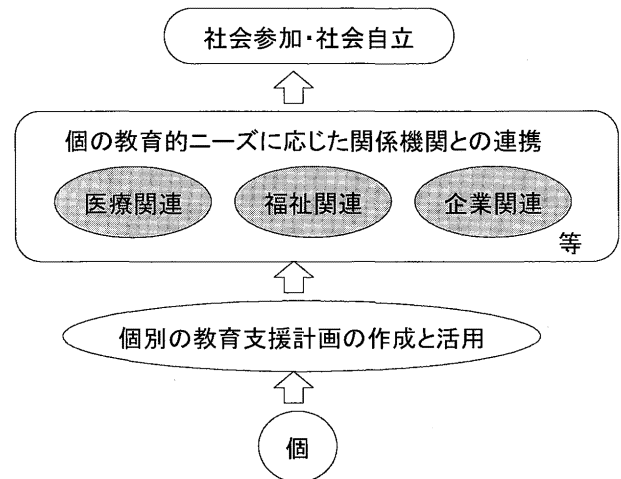 社会参加・社会自立
個の教育的ニーズに応じた関係機関との連携
医療関連 福祉関連 企業関連
等
個別の教育支援計画の作成と活用
個